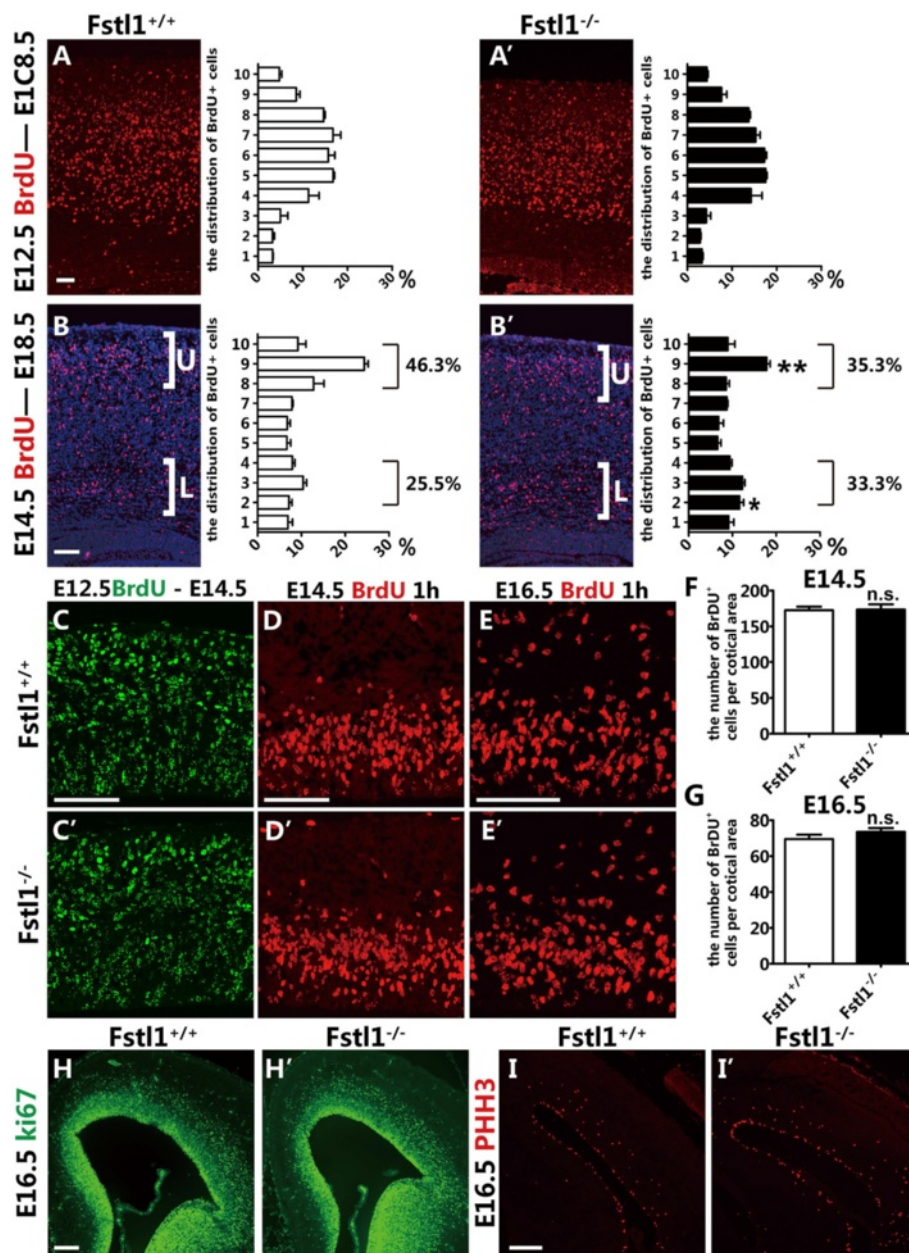 Fstl1+/+ Fstl1-/-
E12.5 BrdU— E1C8.5
A
the distribution of BrdU+ cells
10
9
8
7
6
5
4
3
2
1
0 10 20 30 %
A'
the distribution of BrdU+ cells
10
9
8
7
6
5
4
3
2
1
0 10 20 30 %
E14.5 BrdU— E18.5
B
U
L
the distribution of BrdU+ cells
10
9
8
7
6
5
4
3
2
1
46.3%
25.5%
0 10 20 30 %
B'
U
L
the distribution of BrdU+ cells
10
9
8
7
6
5
4
3
2
1
**
*
35.3%
33.3%
0 10 20 30 %
E12.5BrdU - E14.5 E14.5 BrdU 1h E16.5 BrdU 1h
Fstl1+/+
C D E
Fstl1-/-
C' D' E'
F
E14.5
n.s.
the number of BrDU+
cells per cotical area
200
150
100
50
0
Fstl1+/+ Fstl1-/-
G
E16.5
n.s.
the number of BrDU+
cells per cotical area
80
60
40
20
0
Fstl1+/+ Fstl1-/-
Fstl1+/+ Fstl1-/- Fstl1+/+ Fstl1-/-
E16.5 ki67
H H'
E16.5 PHH3
I I'